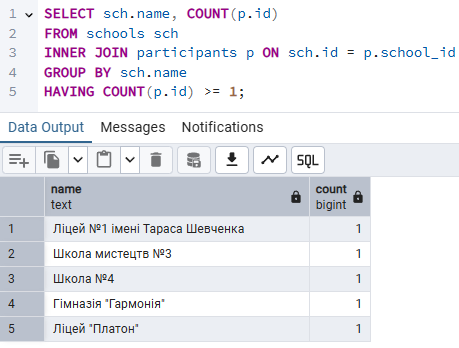 1 SELECT sch.name, COUNT(p.id)
2 FROM schools sch
3 INNER JOIN participants p ON sch.id = p.school_id
4 GROUP BY sch.name
5 HAVING COUNT(p.id) >= 1;
Data Output Messages Notifications
SQL
name count
text bigint
1 Ліцей №1 імені Тараса Шевченка 1
2 Школа мистецтв №3 1
3 Школа №4 1
4 Гімназія "Гармонія" 1
5 Ліцей "Платон" 1